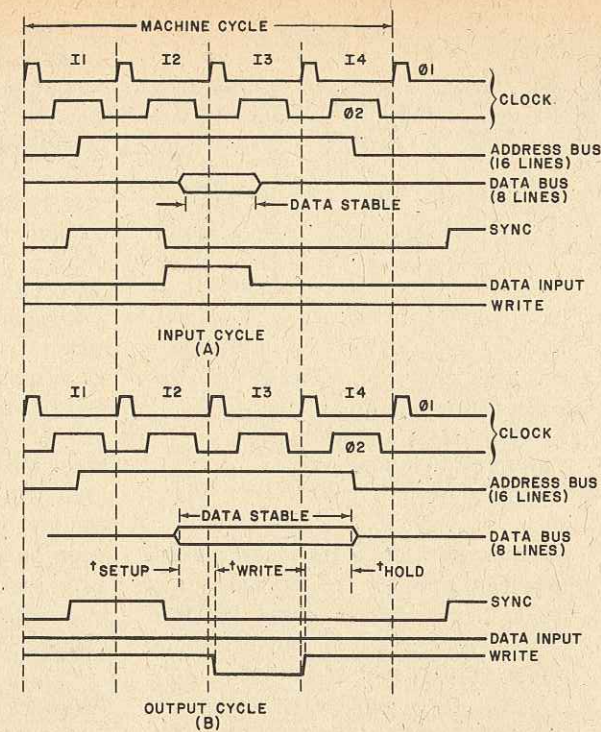 MACHINE CYCLE
I1 I2 I3 I4 Ø1
Ø2
CLOCK.
ADDRESS BUS
(16 LINES)
DATA BUS
(8 LINES)
DATA STABLE
SYNC
DATA INPUT
WRITE
INPUT CYCLE
(A)
I1 I2 I3 I4 Ø1
Ø2
CLOCK
ADDRESS BUS
(16 LINES)
DATA STABLE
DATA BUS
(8 LINES)
tSETUP tWRITE tHOLD
SYNC
DATA INPUT
WRITE
OUTPUT CYCLE
(B)